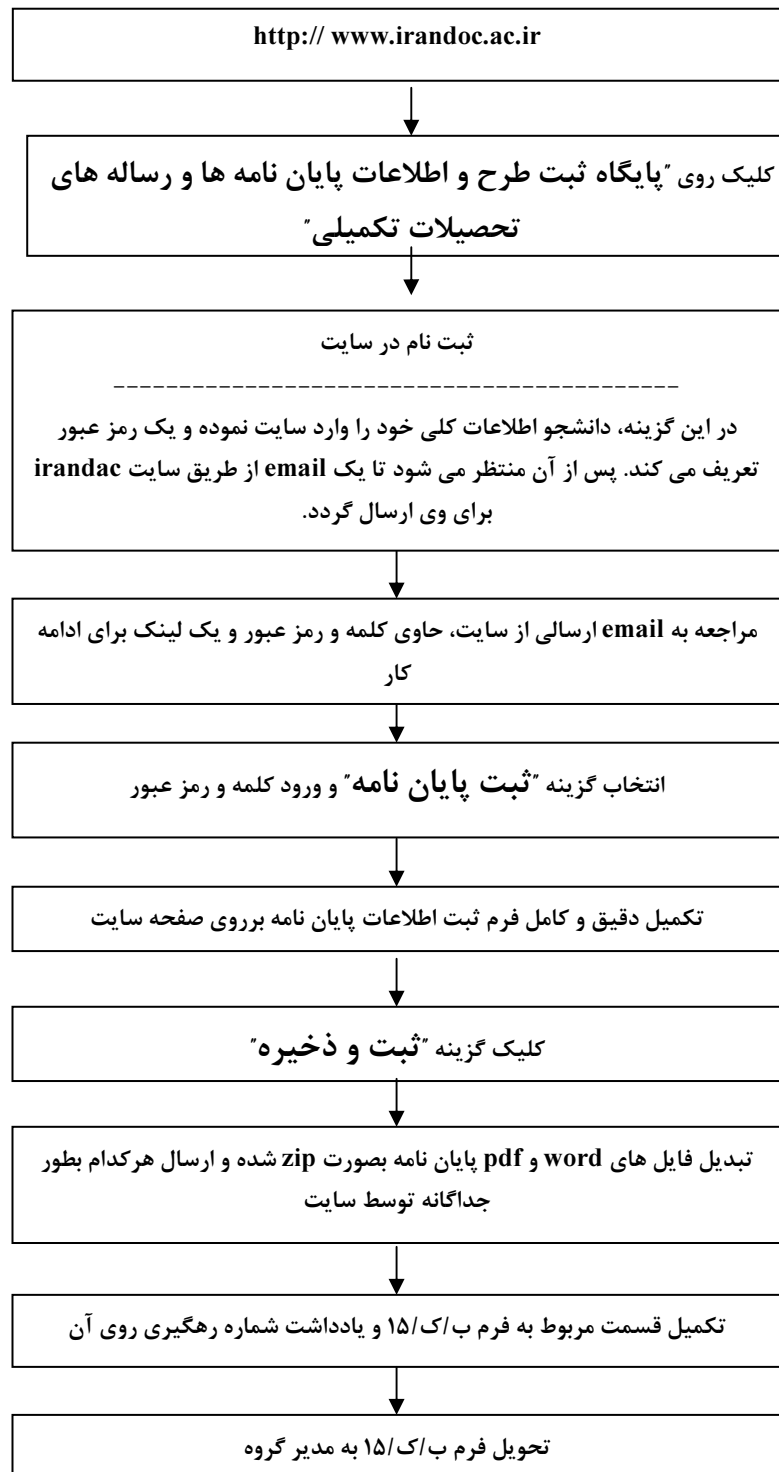 http:// www.irandoc.ac.ir
کلیک روی "پایگاه ثبت طرح و اطلاعات پایان نامه ها و رساله های
تحصیلات تکمیلی"
ثبت نام در سایت
-------------------------------------------
در این گزینه، دانشجو اطلاعات کلی خود را وارد سایت نموده و یک رمز عبور
تعریف می کند. پس از آن منتظر می شود تا یک email از طریق سایت irandac
برای وی ارسال گردد.
مراجعه به email ارسالی از سایت، حاوی کلمه و رمز عبور و یک لینک برای ادامه
کار
انتخاب گزینه "ثبت پایان نامه" و ورود کلمه و رمز عبور
تکمیل دقیق و کامل فرم ثبت اطلاعات پایان نامه برروی صفحه سایت
کلیک گزینه "ثبت و ذخیره"
تبدیل فایل های word و pdf پایان نامه بصورت zip شده و ارسال هرکدام بطور
جداگانه توسط سایت
تکمیل قسمت مربوط به فرم ب/ک/۱۵ و یادداشت شماره رهگیری روی آن
تحویل فرم ب/ک/۱۵ به مدیر گروه